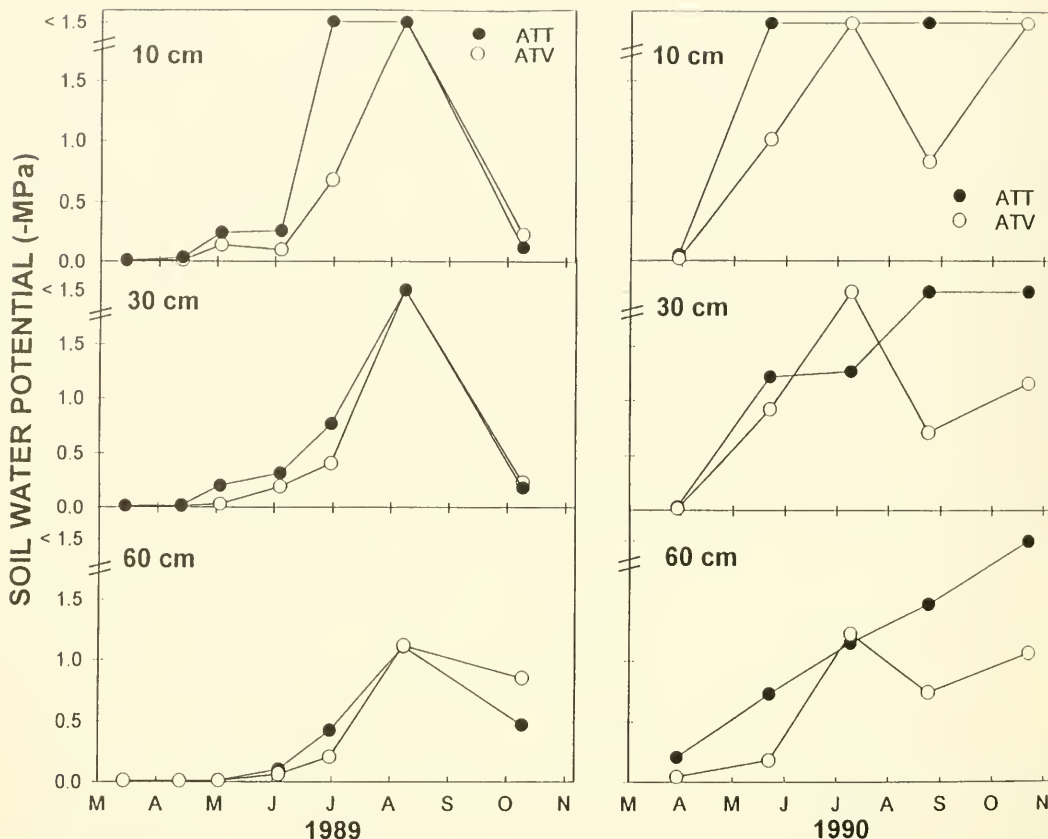 SOIL WATER POTENTIAL (-MPa)
< 1.5
10 cm
1.5
1.0
0.5
0.0
ATT
ATV
< 1.5
30 cm
1.5
1.0
0.5
0.0
< 1.5
60 cm
1.5
1.0
0.5
0.0
M A M J J A S O N
1989
10 cm
ATT
ATV
30 cm
60 cm
M A J J A S O N
1990